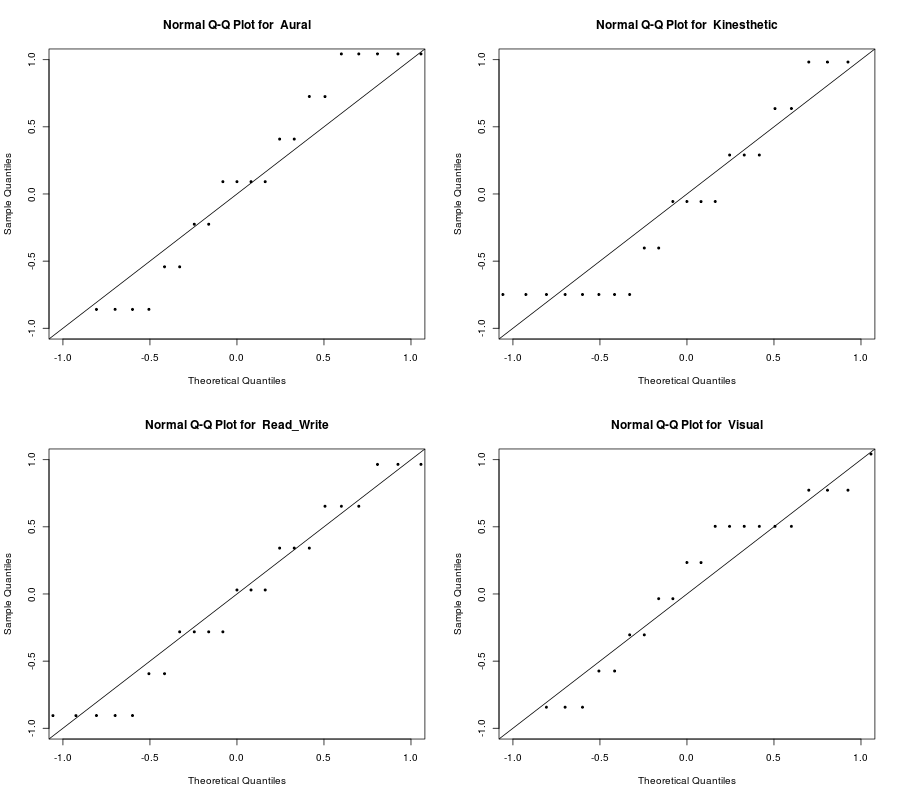 Normal Q-Q Plot for  Aural
Sample Quantiles
1.0
0.5
0.0
-0.5
-1.0
-1.0 -0.5 0.0 0.5 1.0
Theoretical Quantiles
Normal Q-Q Plot for  Kinesthetic
Sample Quantiles
1.0
0.5
0.0
-0.5
-1.0
-1.0 -0.5 0.0 0.5 1.0
Theoretical Quantiles
Normal Q-Q Plot for  Read_Write
Sample Quantiles
1.0
0.5
0.0
-0.5
-1.0
-1.0 -0.5 0.0 0.5 1.0
Theoretical Quantiles
Normal Q-Q Plot for  Visual
Sample Quantiles
1.0
0.5
0.0
-0.5
-1.0
-1.0 -0.5 0.0 0.5 1.0
Theoretical Quantiles